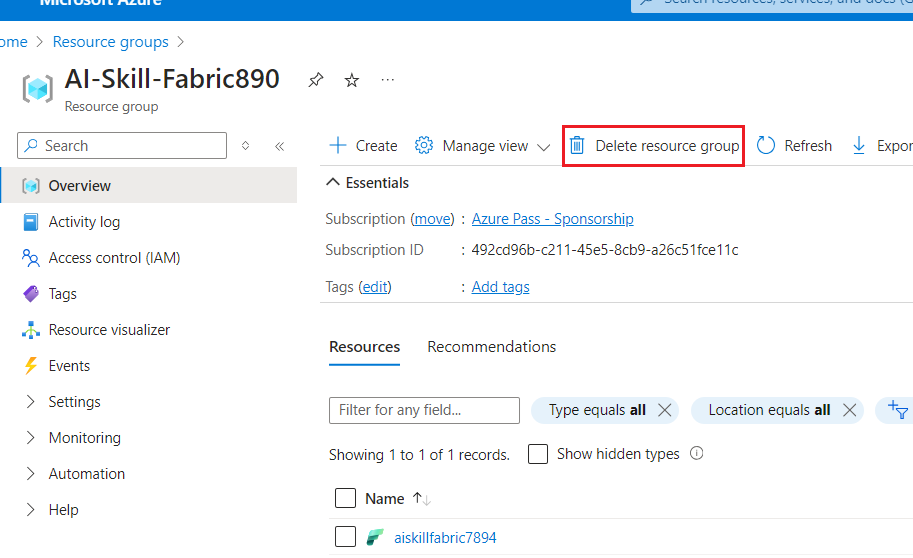 Microsoft Azure
Search resources, services, and docs (G
ome > Resource groups >
AI-Skill-Fabric890
Resource group
Search
Create Manage view Delete resource group Refresh Expor
Overview
Activity log
Access control (IAM)
Tags
Resource visualizer
Events
Settings
Monitoring
Automation
Help
Essentials
Subscription (move) : Azure Pass - Sponsorship
Subscription ID : 492cd96b-c211-45e5-8cb9-a26c51fce11c
Tags (edit) : Add tags
Resources Recommendations
Filter for any field... Type equals all Location equals all
Showing 1 to 1 of 1 records. Show hidden types
Name
aiskillfabric7894